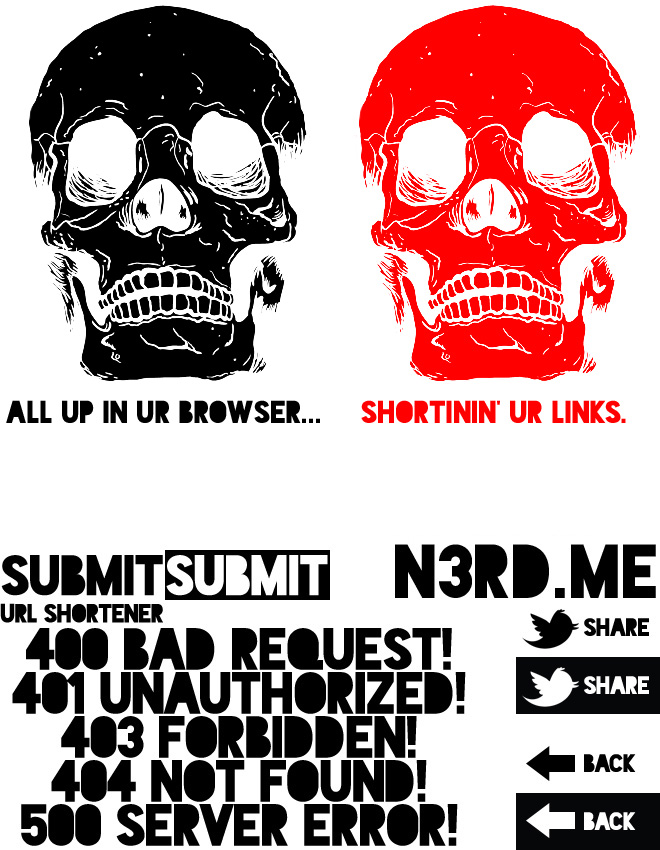 ALL UP IN UR BROWSER...
SHORTININ' UR LINKS.
SUBMIT
SUBMIT
N3RD.ME
URL SHORTENER
SHARE
400 BAD REQUEST!
401 UNAUTHORIZED!
SHARE
403 FORBIDDEN!
404 NOT FOUND!
BACK
500 SERVER ERROR!
BACK